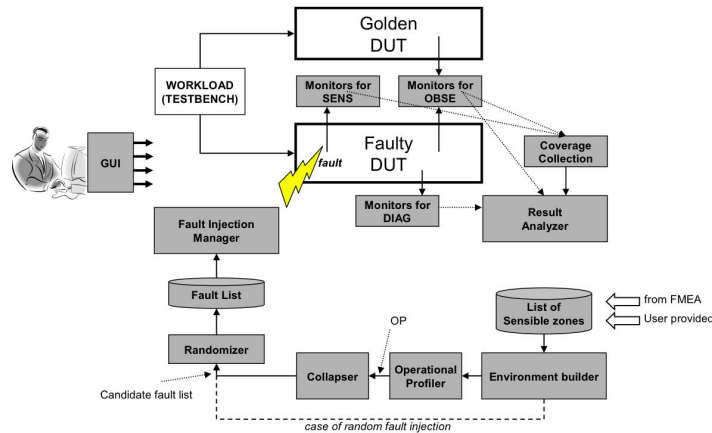 Golden
DUT
WORKLOAD
(TESTBENCH)
Monitors for
SENS
Monitors for
OBSE
GUI
fault
Faulty
DUT
Coverage
Collection
Monitors for
DIAG
Result
Analyzer
Fault Injection
Manager
Fault List
List of
Sensible zones
from FMEA
User provided
OP
Randomizer
Collapser
Operational
Profiler
Environment builder
Candidate fault list
case of random fault injection